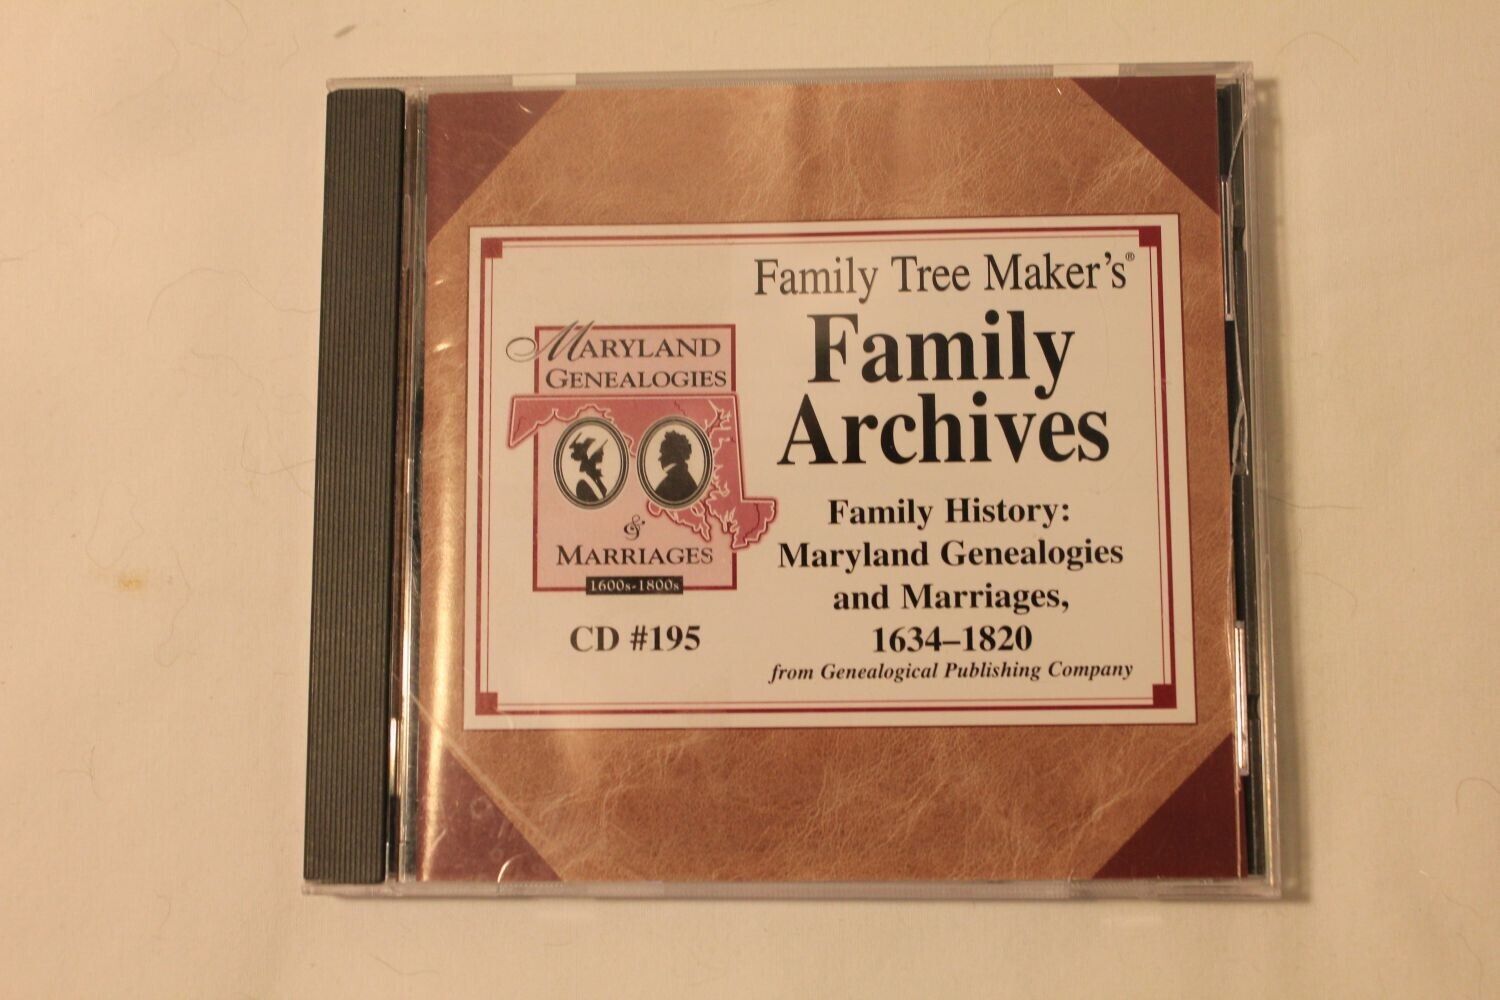 Family Tree Maker's®
Family
Archives
MARYLAND
GENEALOGIES
&
MARRIAGES
1600s-1800s
CD #195
Family History:
Maryland Genealogies
and Marriages,
1634–1820
from Genealogical Publishing Company